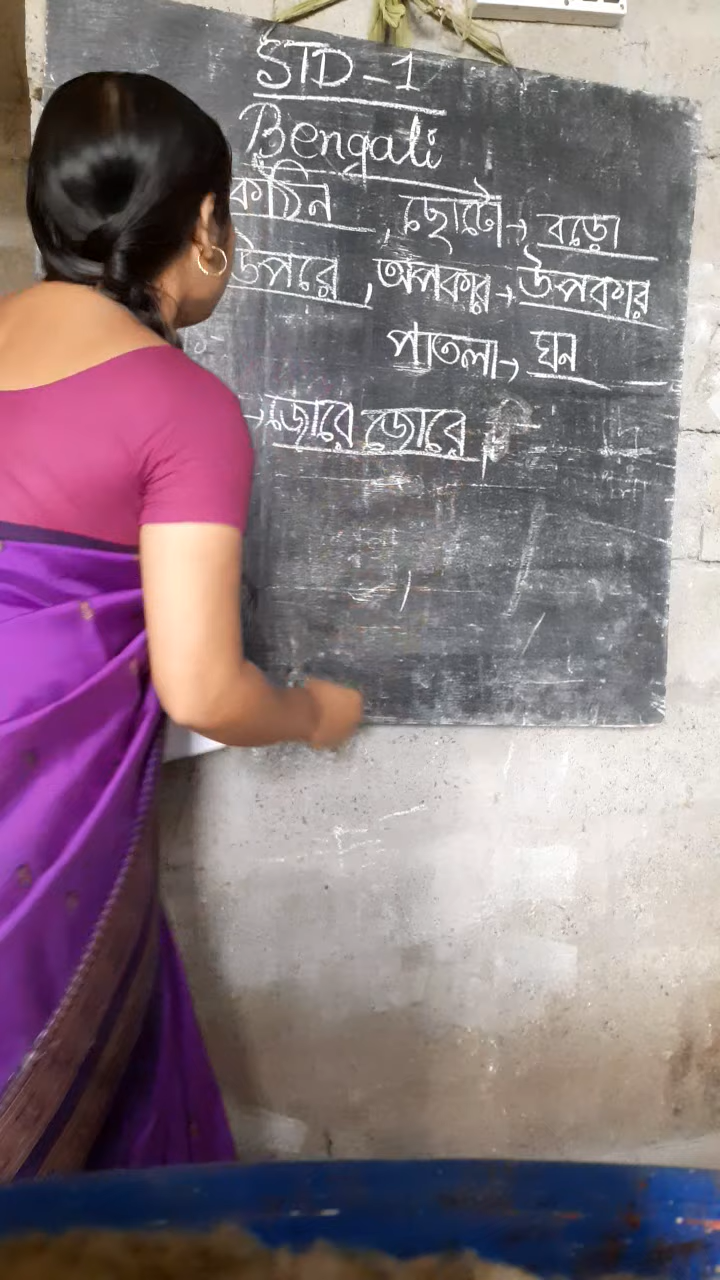 STD - 1
Bengali
কঠিন , ছোটো → বড়ো
উপরে , অপকার → উপকার
পাতলা → ঘন
→ জোরে জোরে